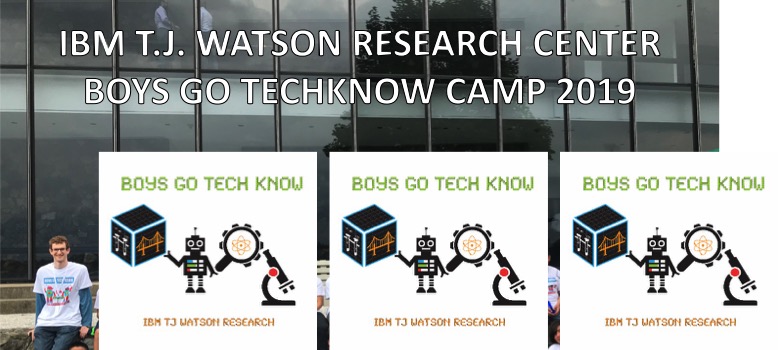 IBM T.J. WATSON RESEARCH CENTER
BOYS GO TECHKNOW CAMP 2019
BOYS GO TECH KNOW
BOYS GO TECH KNOW
BOYS GO TECH KNOW
IBM TJ WATSON RESEARCH
IBM TJ WATSON RESEARCH
IBM TJ WATSON RESEARCH